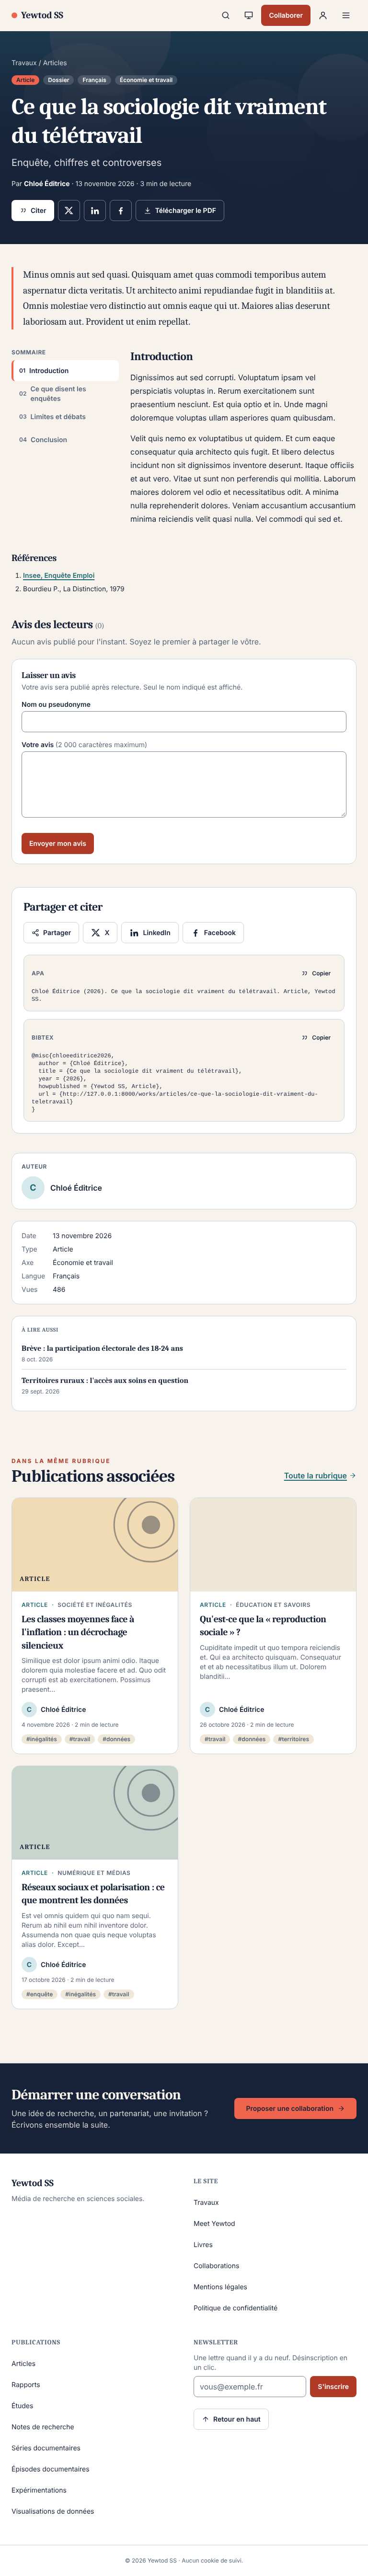 Yewtod SS
Collaborer
Travaux / Articles
Article Dossier Français Économie et travail
Ce que la sociologie dit vraiment
du télétravail
Enquête, chiffres et controverses
Par Chloé Éditrice · 13 novembre 2026 · 3 min de lecture
Citer
Télécharger le PDF
Minus omnis aut sed quasi. Quisquam amet quas commodi temporibus autem
aspernatur dicta veritatis. Ut architecto animi repudiandae fugit in blanditiis at.
Omnis molestiae vero distinctio aut omnis eaque qui ut. Maiores alias deserunt
laboriosam aut. Provident ut enim repellat.
SOMMAIRE
01 Introduction
02 Ce que disent les
enquêtes
03 Limites et débats
04 Conclusion
Introduction
Dignissimos aut sed corrupti. Voluptatum ipsam vel
perspiciatis voluptas in. Rerum exercitationem sunt
praesentium nesciunt. Est quia optio et in. Unde magni
doloremque voluptas ullam asperiores quam quibusdam.
Velit quis nemo ex voluptatibus ut quidem. Et cum eaque
consequatur quia architecto quis fugit. Et libero delectus
incidunt non sit dignissimos inventore deserunt. Itaque officiis
et aut vero. Vitae ut sunt non perferendis qui mollitia. Laborum
maiores dolorem vel odio et necessitatibus odit. A minima
nulla reprehenderit dolores. Veniam accusantium accusantium
minima reiciendis velit quasi nulla. Vel commodi qui sed et.
Références
1. Insee, Enquête Emploi
2. Bourdieu P., La Distinction, 1979
Avis des lecteurs (0)
Aucun avis publié pour l'instant. Soyez le premier à partager le vôtre.
Laisser un avis
Votre avis sera publié après relecture. Seul le nom indiqué est affiché.
Nom ou pseudonyme
Votre avis (2 000 caractères maximum)
Envoyer mon avis
Partager et citer
Partager
X
LinkedIn
Facebook
APA
Copier
Chloé Éditrice (2026). Ce que la sociologie dit vraiment du télétravail. Article, Yewtod
SS.
BIBTEX
Copier
@misc{chloeeditrice2026,
author = {Chloé Éditrice},
title = {Ce que la sociologie dit vraiment du télétravail},
year = {2026},
howpublished = {Yewtod SS, Article},
url = {http://127.0.0.1:8000/works/articles/ce-que-la-sociologie-dit-vraiment-du-
teletravail}
}
AUTEUR
C
Chloé Éditrice
Date 13 novembre 2026
Type Article
Axe Économie et travail
Langue Français
Vues 486
À LIRE AUSSI
Brève : la participation électorale des 18-24 ans
8 oct. 2026
Territoires ruraux : l'accès aux soins en question
29 sept. 2026
DANS LA MÊME RUBRIQUE
Publications associées
Toute la rubrique
ARTICLE
ARTICLE · SOCIÉTÉ ET INÉGALITÉS
Les classes moyennes face à
l'inflation : un décrochage
silencieux
Similique est dolor ipsum animi odio. Itaque
dolorem quia molestiae facere et ad. Quo odit
corrupti est ab exercitationem. Possimus
praesent...
C
Chloé Éditrice
4 novembre 2026 · 2 min de lecture
#inégalités #travail #données
ARTICLE · ÉDUCATION ET SAVOIRS
Qu'est-ce que la « reproduction
sociale » ?
Cupiditate impedit ut quo tempora reiciendis
et. Qui ea architecto quisquam. Consequatur
et et ab necessitatibus illum ut. Dolorem
blanditii...
C
Chloé Éditrice
26 octobre 2026 · 2 min de lecture
#travail #données #territoires
ARTICLE
ARTICLE · NUMÉRIQUE ET MÉDIAS
Réseaux sociaux et polarisation : ce
que montrent les données
Est vel omnis quidem qui quo nam sequi.
Rerum ab nihil eum nihil inventore dolor.
Assumenda non quae quis neque voluptas
alias dolor. Except...
C
Chloé Éditrice
17 octobre 2026 · 2 min de lecture
#enquête #inégalités #travail
Démarrer une conversation
Une idée de recherche, un partenariat, une invitation ?
Écrivons ensemble la suite.
Proposer une collaboration
Yewtod SS
Média de recherche en sciences sociales.
LE SITE
Travaux
Meet Yewtod
Livres
Collaborations
Mentions légales
Politique de confidentialité
PUBLICATIONS
Articles
Rapports
Études
Notes de recherche
Séries documentaires
Épisodes documentaires
Expérimentations
Visualisations de données
NEWSLETTER
Une lettre quand il y a du neuf. Désinscription en
un clic.
vous@exemple.fr
S'inscrire
Retour en haut
© 2026 Yewtod SS · Aucun cookie de suivi.